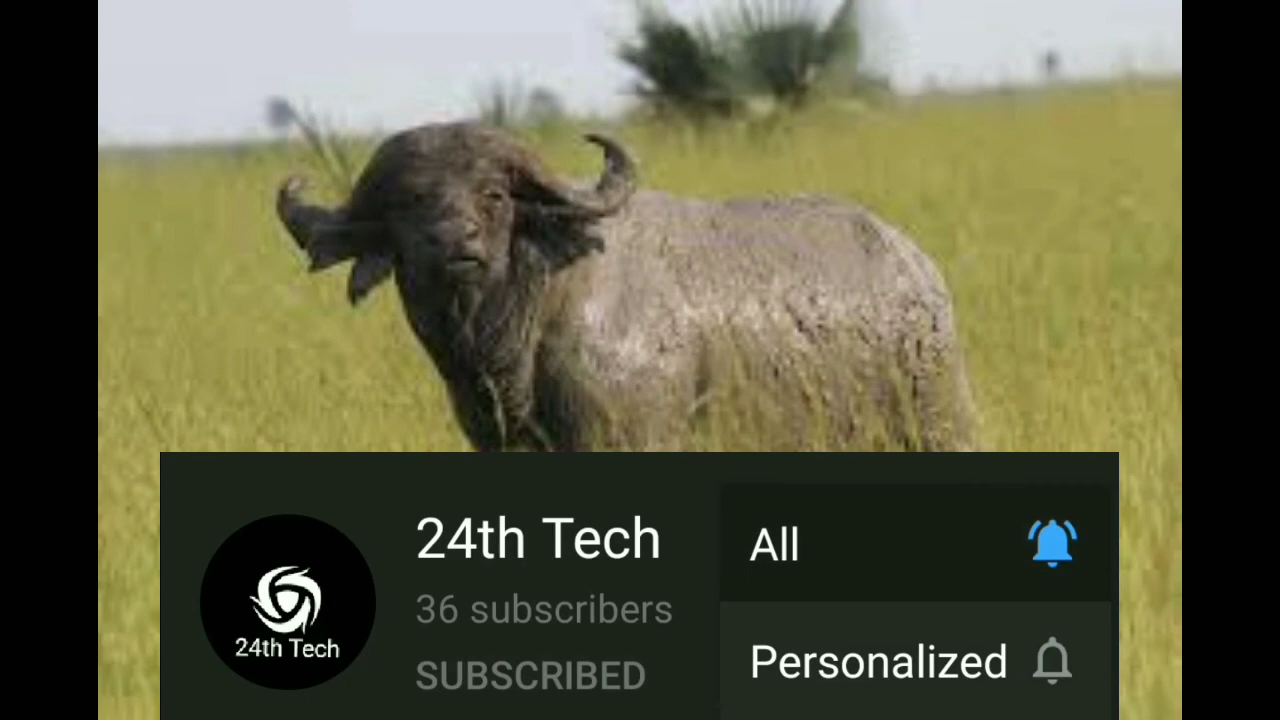 24th Tech
36 subscribers
SUBSCRIBED
24th Tech
All
Personalized